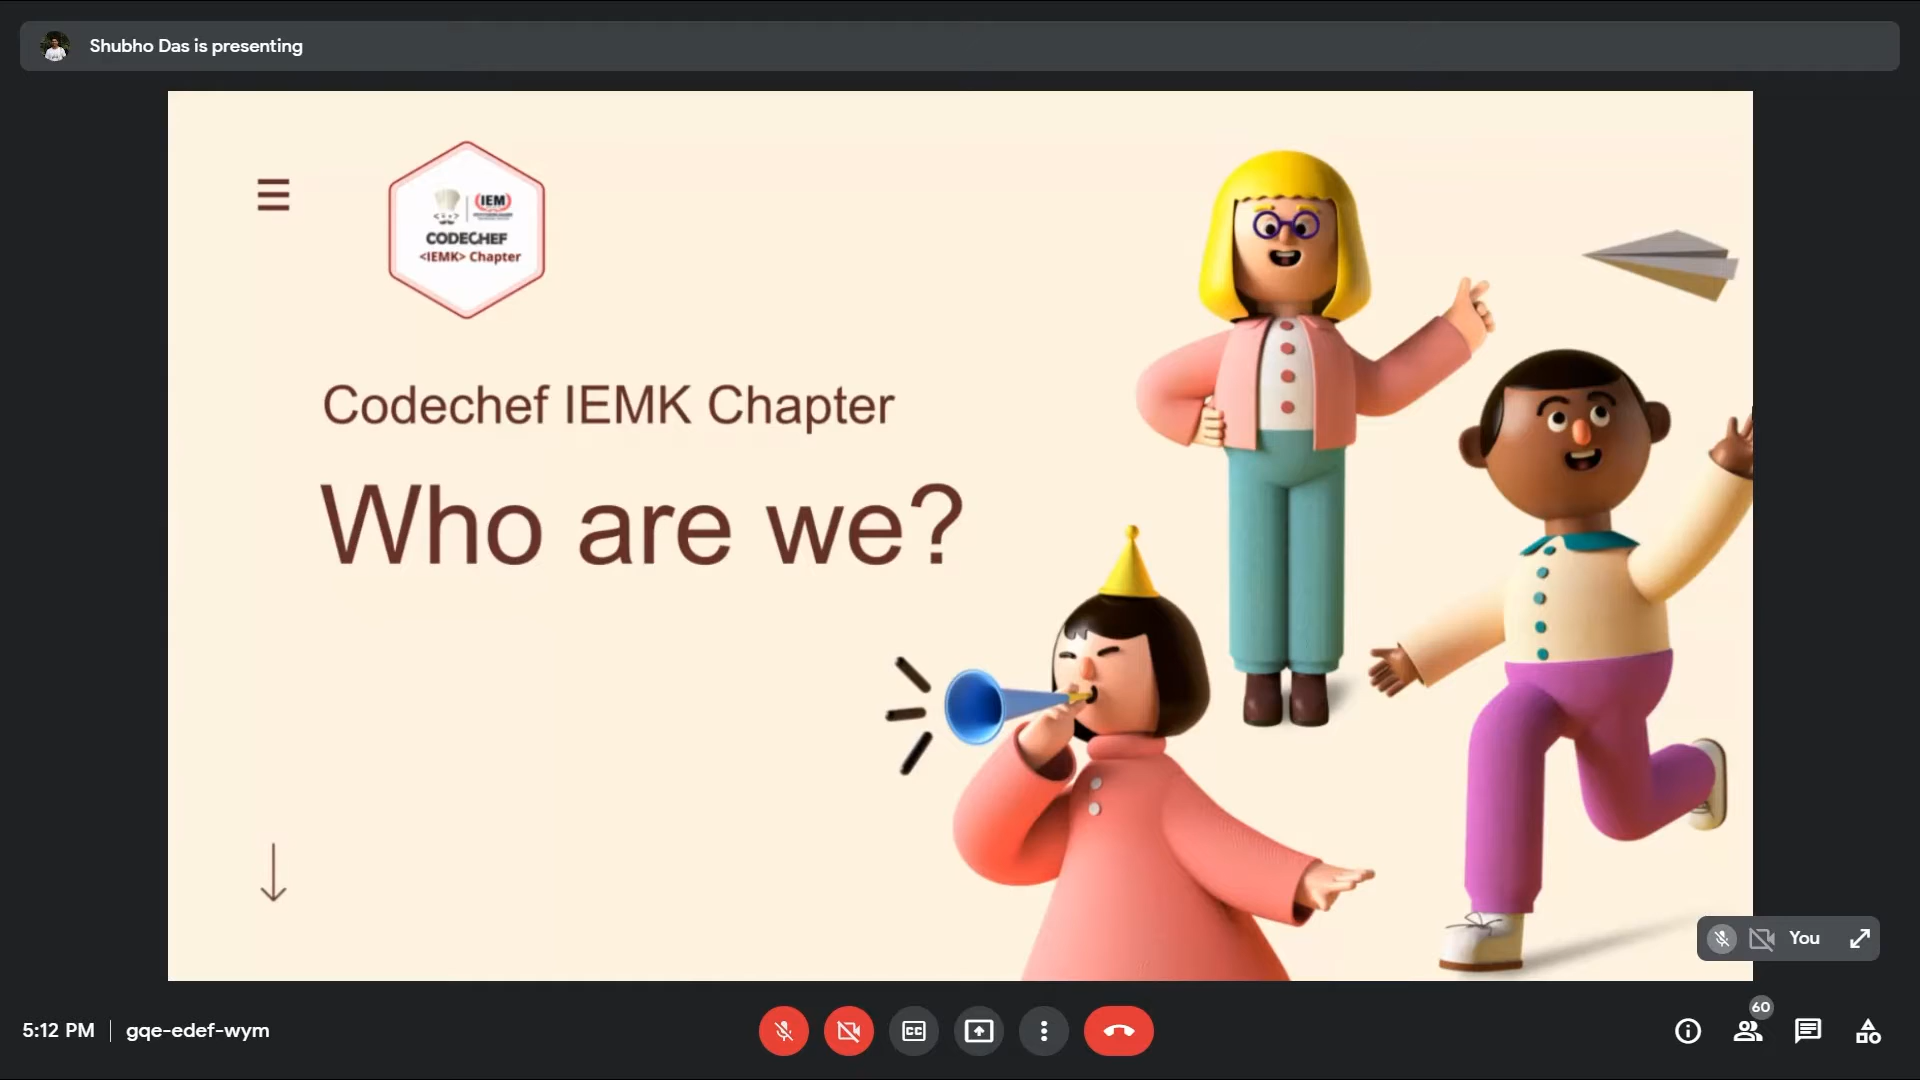 Shubho Das is presenting
IEM
CODECHEF
<IEMK> Chapter
Codechef IEMK Chapter
Who are we?
You
5:12 PM
gqe-edef-wym
CC
60